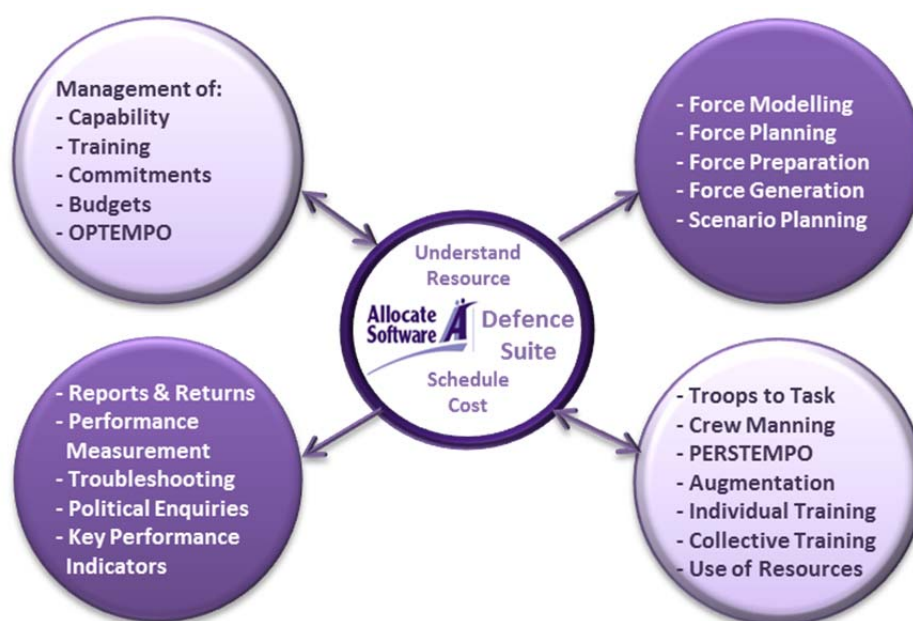 Management of:
- Capability
- Training
- Commitments
- Budgets
- OPTEMPO
- Force Modelling
- Force Planning
- Force Preparation
- Force Generation
- Scenario Planning
Understand
Resource
Allocate
Software
Defence
Suite
Schedule
Cost
- Reports & Returns
- Performance
Measurement
- Troubleshooting
- Political Enquiries
- Key Performance
Indicators
- Troops to Task
- Crew Manning
- PERSTEMPO
- Augmentation
- Individual Training
- Collective Training
- Use of Resources